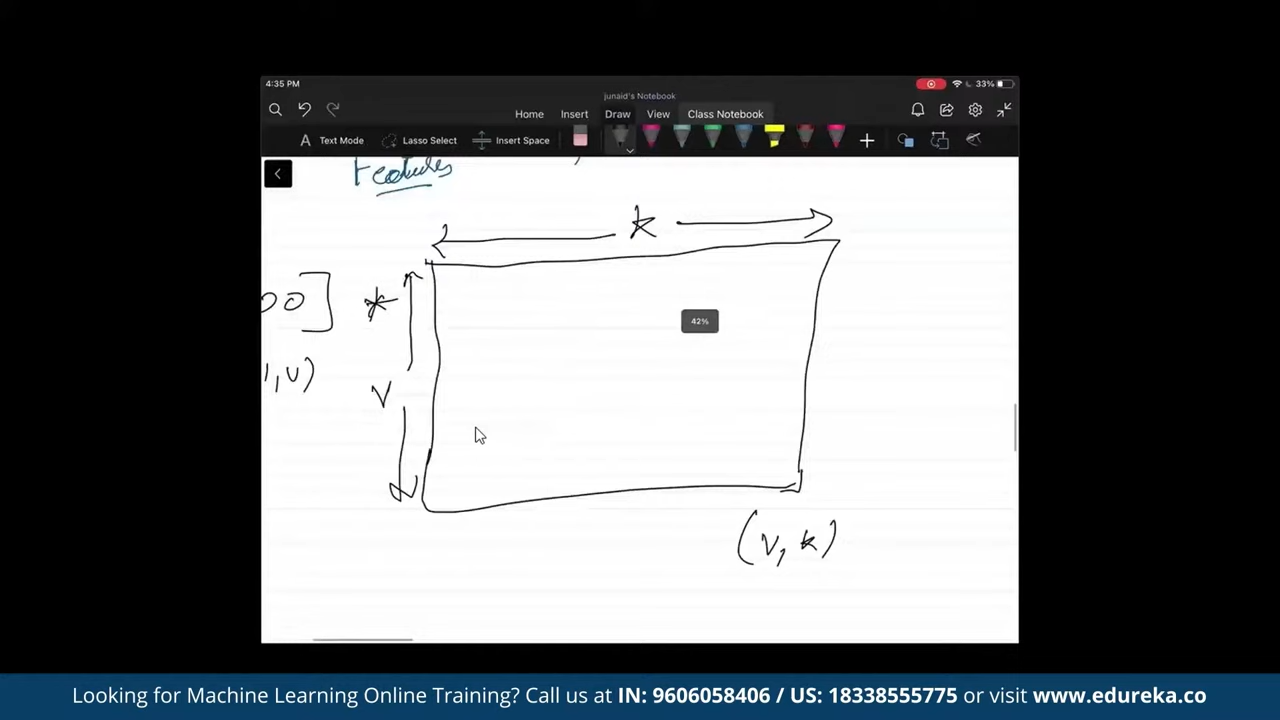 4:35 PM
33%
junaid's Notebook
Home Insert Draw View Class Notebook
A Text Mode Lasso Select Insert Space
Features
k
00] *
42%
1,v)
v
(v, k)
Looking for Machine Learning Online Training? Call us at IN: 9606058406 / US: 18338555775 or visit www.edureka.co